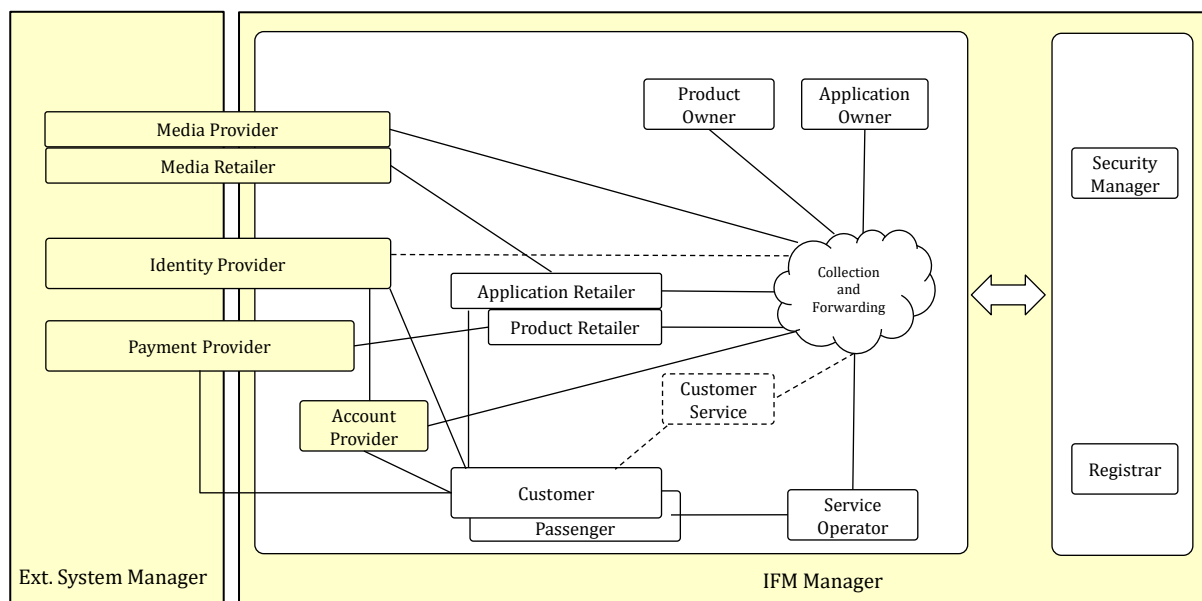 Product
Owner
Application
Owner
Media Provider
Media Retailer
Security
Manager
Identity Provider
Collection
and
Forwarding
Application Retailer
Product Retailer
Payment Provider
Customer
Service
Account
Provider
Registrar
Customer
Passenger
Service
Operator
Ext. System Manager
IFM Manager